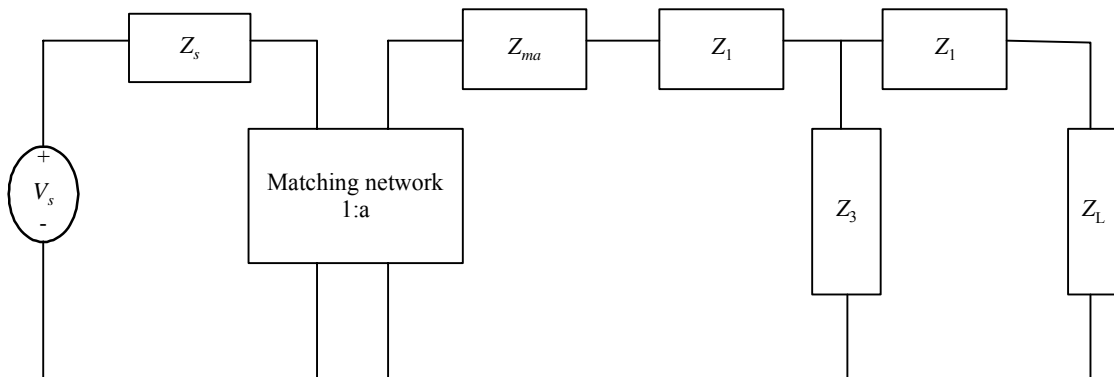 Z_s
Z_ma
Z_1
Z_1
+
V_s
-
Matching network
1:a
Z_3
Z_L